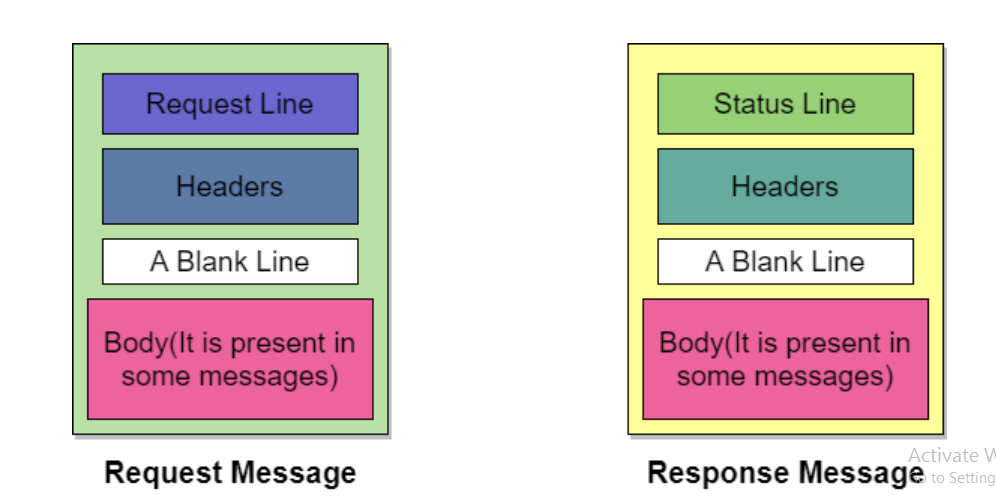 Request Line
Headers
A Blank Line
Body(It is present in
some messages)
Request Message
Status Line
Headers
A Blank Line
Body(It is present in
some messages)
Response Message
Activate
to Setting